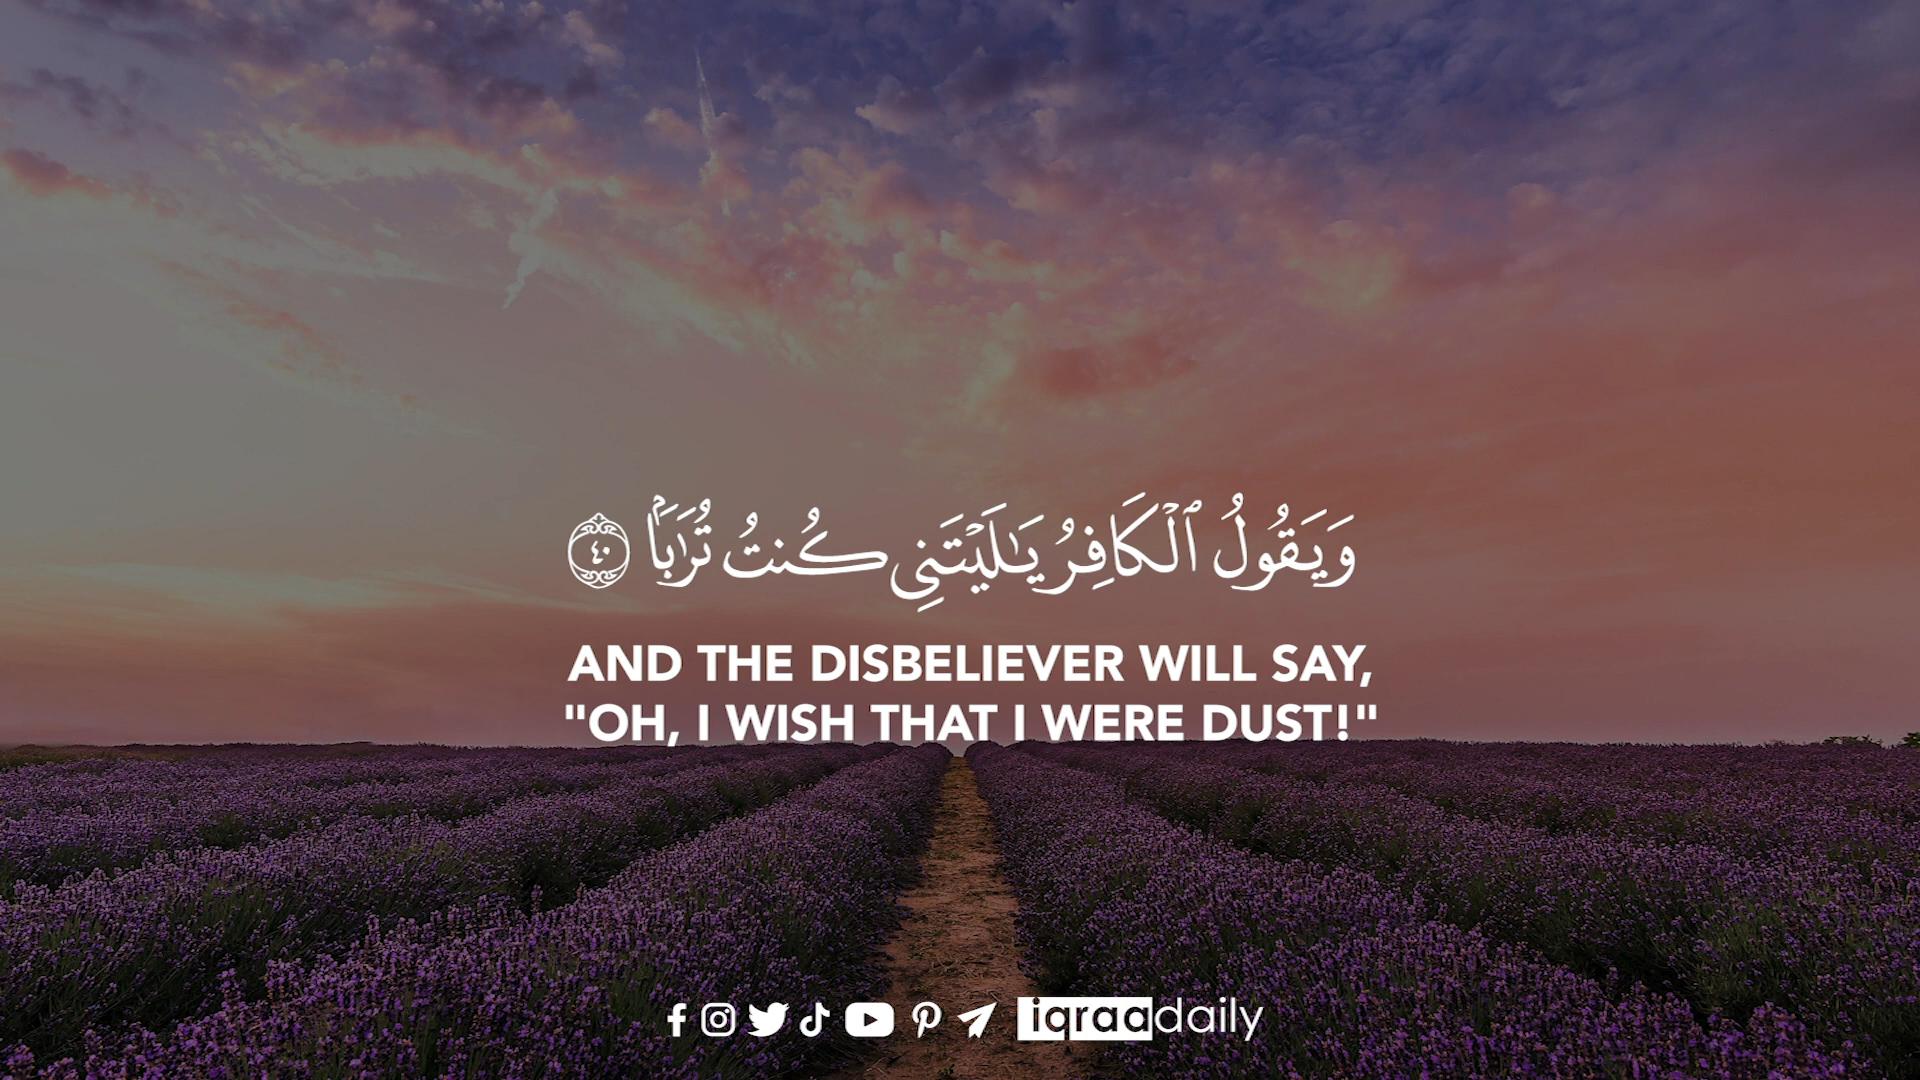 وَيَقُولُ ٱلْكَافِرُ يَـٰلَيْتَنِى كُنتُ تُرَٰبًۢا ٤٠
AND THE DISBELIEVER WILL SAY,
"OH, I WISH THAT I WERE DUST!"
iqraadaily